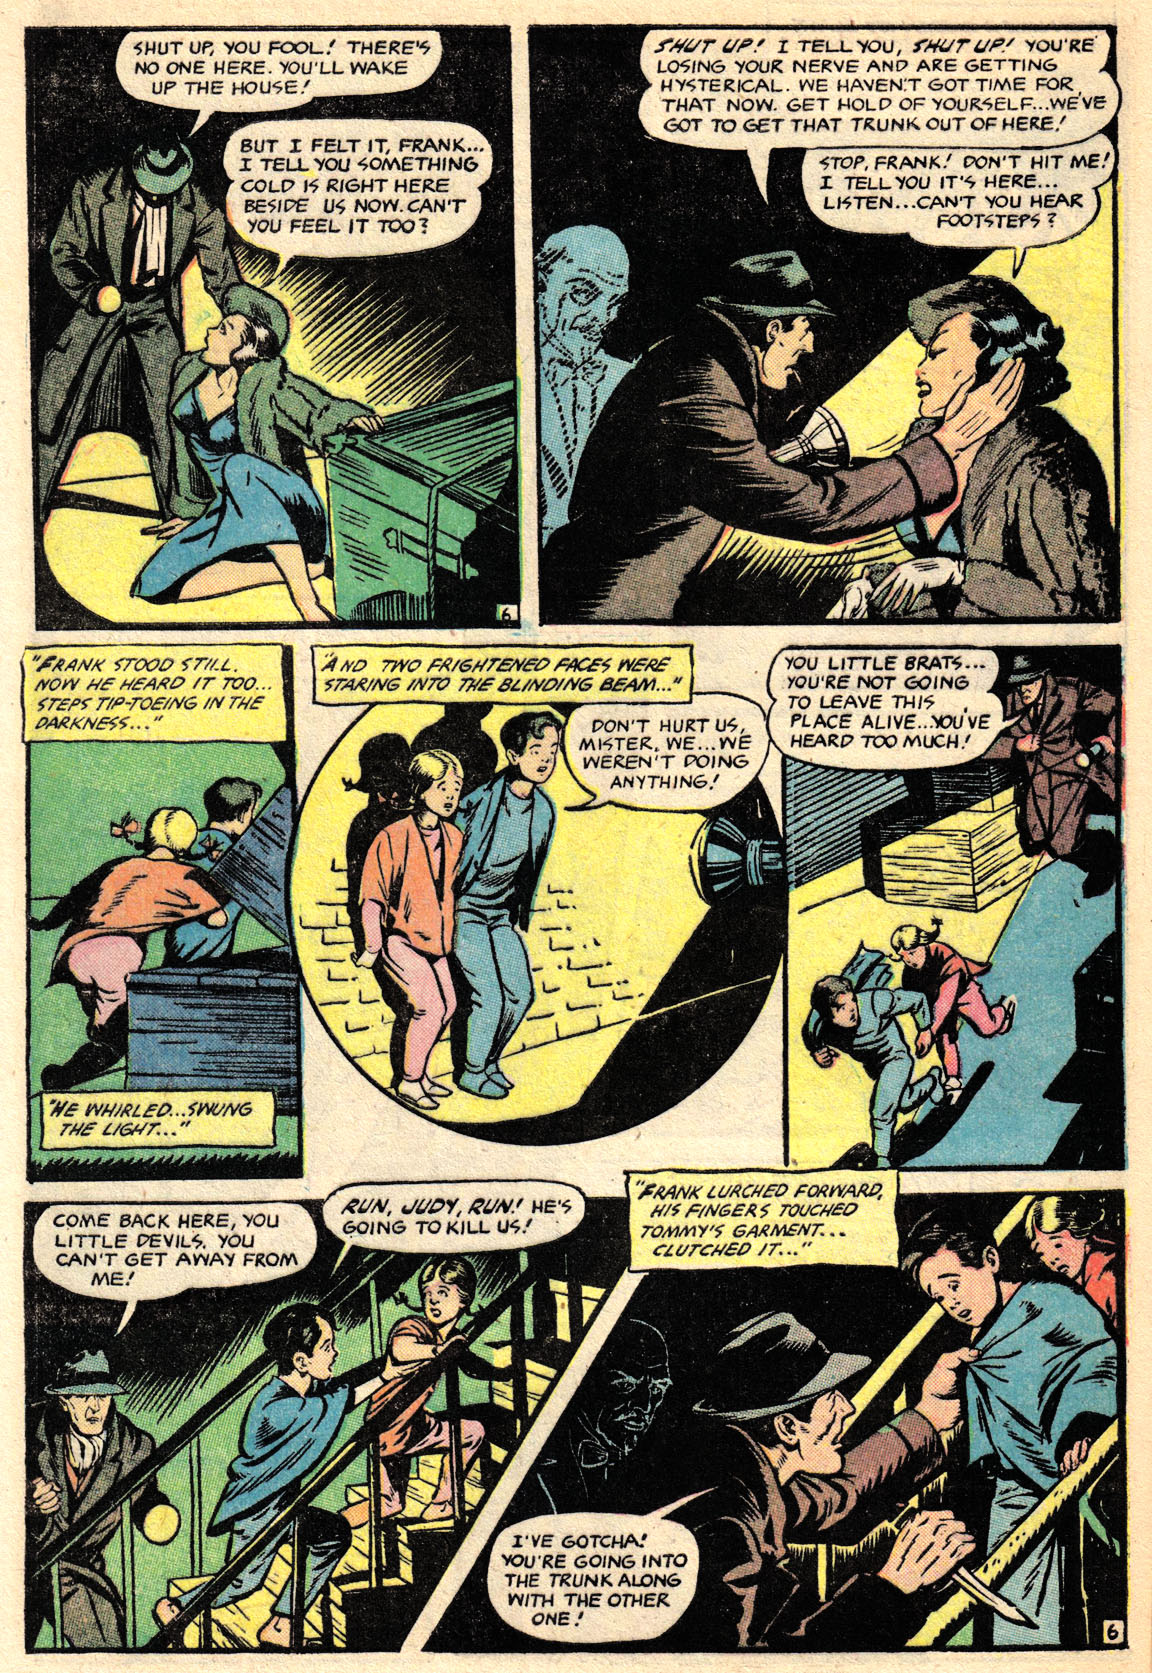 SHUT UP, YOU FOOL! THERE'S
NO ONE HERE. YOU'LL WAKE
UP THE HOUSE!
BUT I FELT IT, FRANK...
I TELL YOU SOMETHING
COLD IS RIGHT HERE
BESIDE US NOW. CAN'T
YOU FEEL IT TOO?
6
SHUT UP! I TELL YOU, SHUT UP! YOU'RE
LOSING YOUR NERVE AND ARE GETTING
HYSTERICAL. WE HAVEN'T GOT TIME FOR
THAT NOW. GET HOLD OF YOURSELF...WE'VE
GOT TO GET THAT TRUNK OUT OF HERE!
STOP, FRANK! DON'T HIT ME!
I TELL YOU IT'S HERE...
LISTEN...CAN'T YOU HEAR
FOOTSTEPS?
"FRANK STOOD STILL.
NOW HE HEARD IT TOO...
STEPS TIP-TOEING IN THE
DARKNESS..."
"HE WHIRLED...SWUNG
THE LIGHT..."
"AND TWO FRIGHTENED FACES WERE
STARING INTO THE BLINDING BEAM..."
DON'T HURT US,
MISTER, WE...WE
WEREN'T DOING
ANYTHING!
YOU LITTLE BRATS...
YOU'RE NOT GOING
TO LEAVE THIS
PLACE ALIVE...YOU'VE
HEARD TOO MUCH!
COME BACK HERE, YOU
LITTLE DEVILS. YOU
CAN'T GET AWAY FROM
ME!
RUN, JUDY, RUN! HE'S
GOING TO KILL US!
"FRANK LURCHED FORWARD,
HIS FINGERS TOUCHED
TOMMY'S GARMENT...
CLUTCHED IT..."
I'VE GOTCHA!
YOU'RE GOING INTO
THE TRUNK ALONG
WITH THE OTHER
ONE!
6